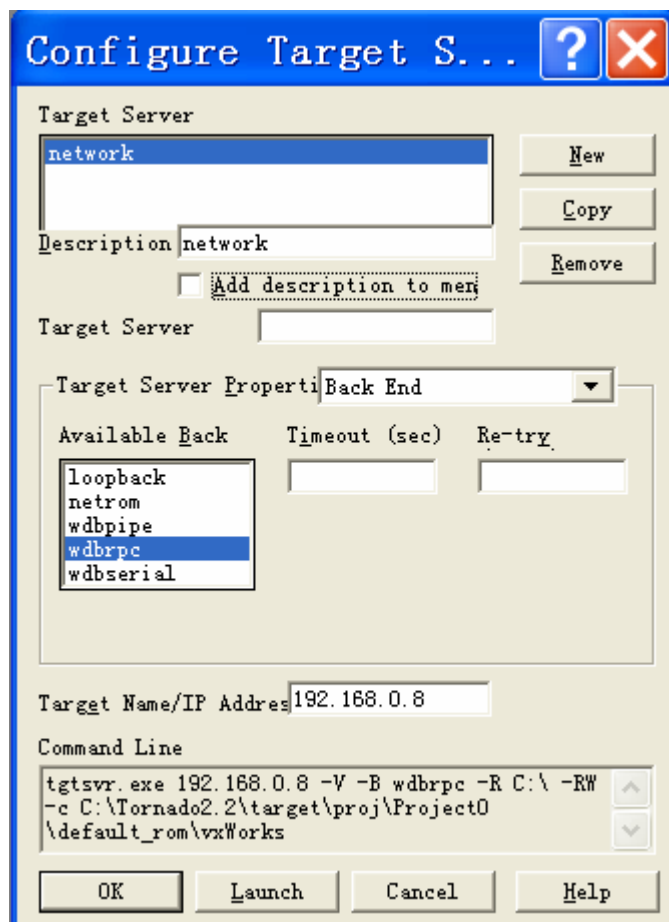 Configure Target S...
Target Server
network
New
Copy
Remove
Description network
Add description to men
Target Server
Target Server Properti Back End
Available Back Timeout (sec) Re-try
loopback
netrom
wdbpipe
wdbrpc
wdbserial
Target Name/IP Addres 192.168.0.8
Command Line
tgtsvr.exe 192.168.0.8 -V -B wdbrpc -R C:\ -RW
-c C:\Tornado2.2\target\proj\Project0
\default_rom\vxWorks
OK Launch Cancel Help